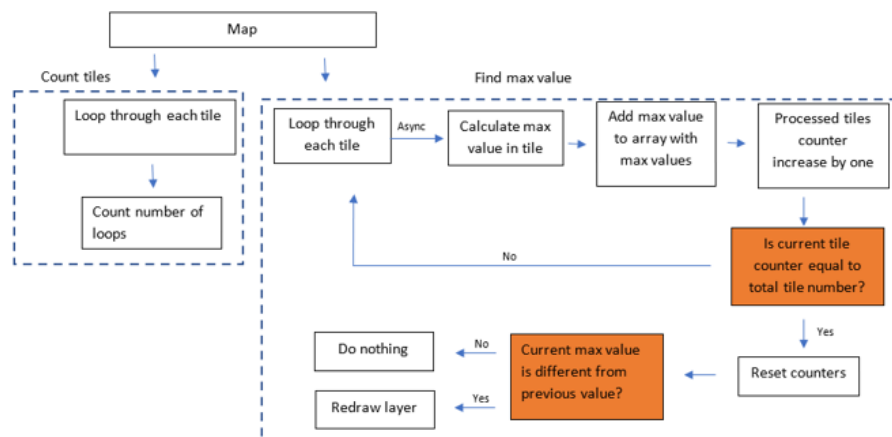 Map
Count tiles
Loop through each tile
Count number of
loops
Find max value
Loop through
each tile
Async
Calculate max
value in tile
Add max value
to array with
max values
Processed tiles
counter
increase by one
Is current tile
counter equal to
total tile number?
No
Yes
Reset counters
Current max value
is different from
previous value?
No
Do nothing
Yes
Redraw layer